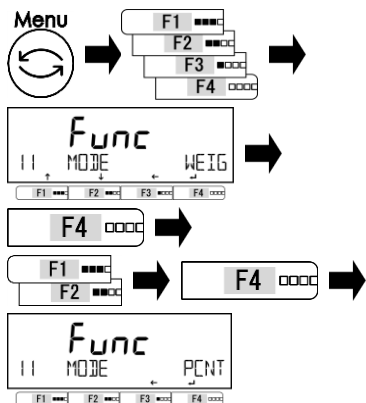 Menu
F1
F2
F3
F4
Func
11 MODE WEIG
F1 F2 F3 F4
F4
F1
F2
F4
Func
11 MODE PCNT
F1 F2 F3 F4